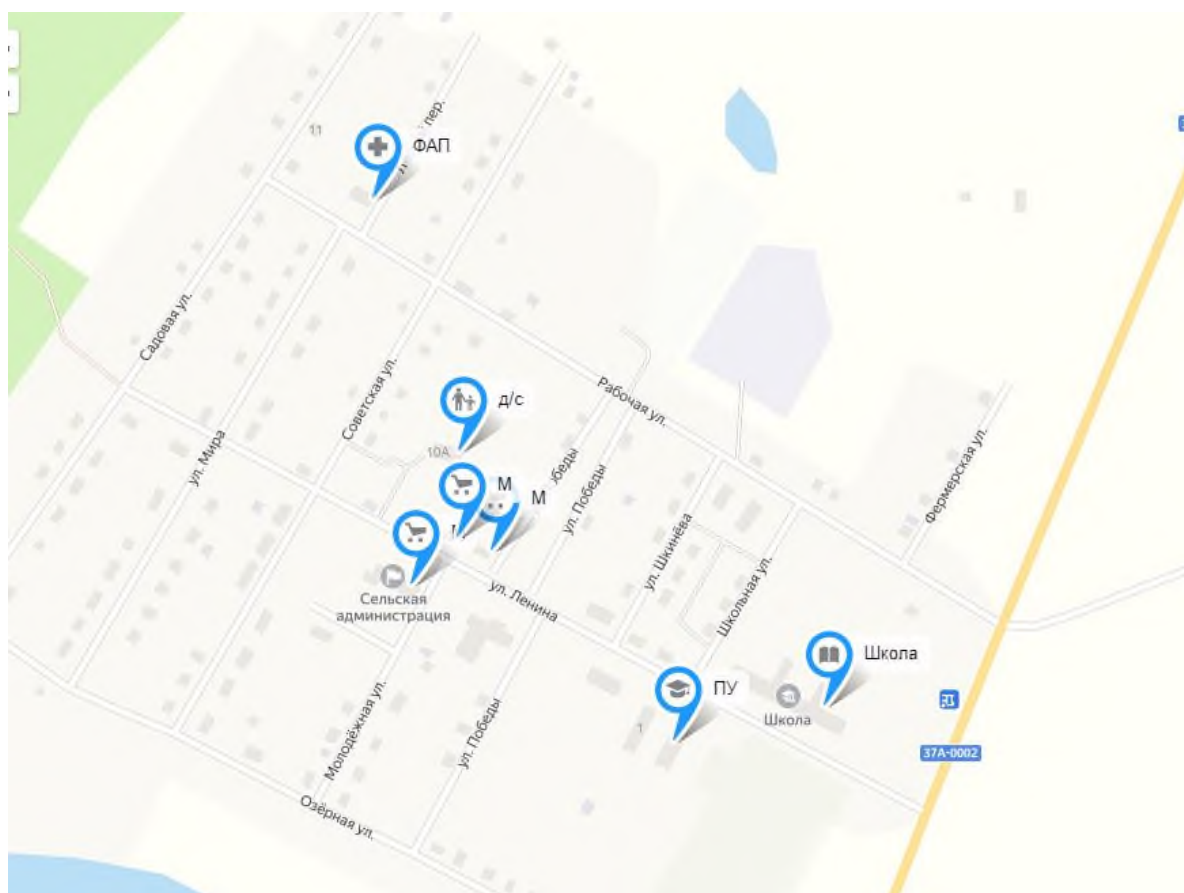 пер.
11
ФАП
Садовая ул.
Советская ул.
ул. Мира
д/с
10А
Рабочая ул.
Фермерская ул.
М
М
ул. Победы
ул. Шкинёва
Школьная ул.
ул. Ленина
Сельская
администрация
Школа
ПУ
Школа
1
37А-0002
Молодёжная ул.
ул. Победы
Озёрная ул.